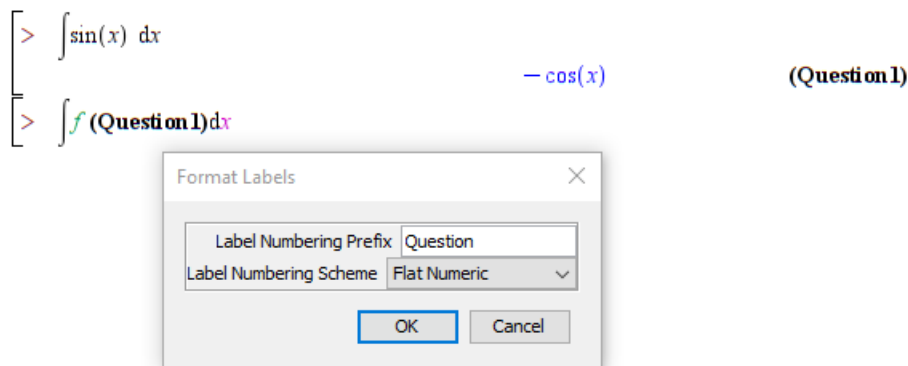 > ∫sin(x) dx
−cos(x) (Question1)
> ∫f (Question1)dx
Format Labels
Label Numbering Prefix Question
Label Numbering Scheme Flat Numeric
OK Cancel